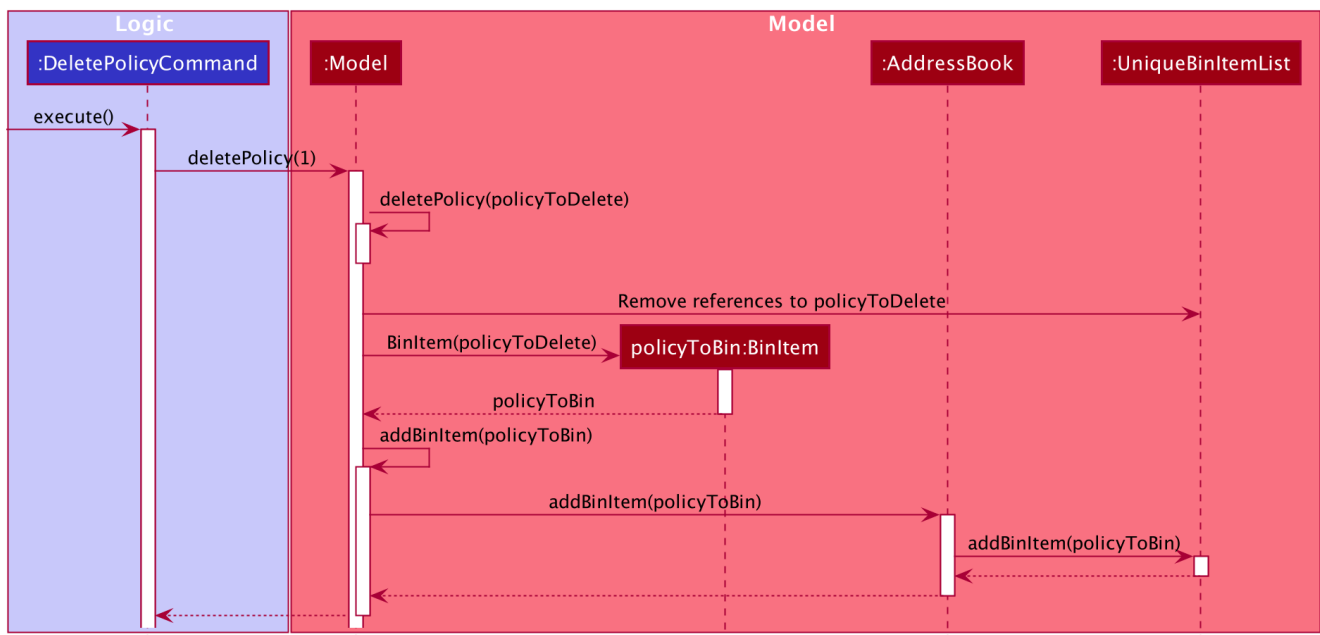 Logic
Model
:DeletePolicyCommand
:Model
:AddressBook
:UniqueBinItemList
execute()
deletePolicy(1)
deletePolicy(policyToDelete)
Remove references to policyToDelete
BinItem(policyToDelete)
policyToBin:BinItem
policyToBin
addBinItem(policyToBin)
addBinItem(policyToBin)
addBinItem(policyToBin)